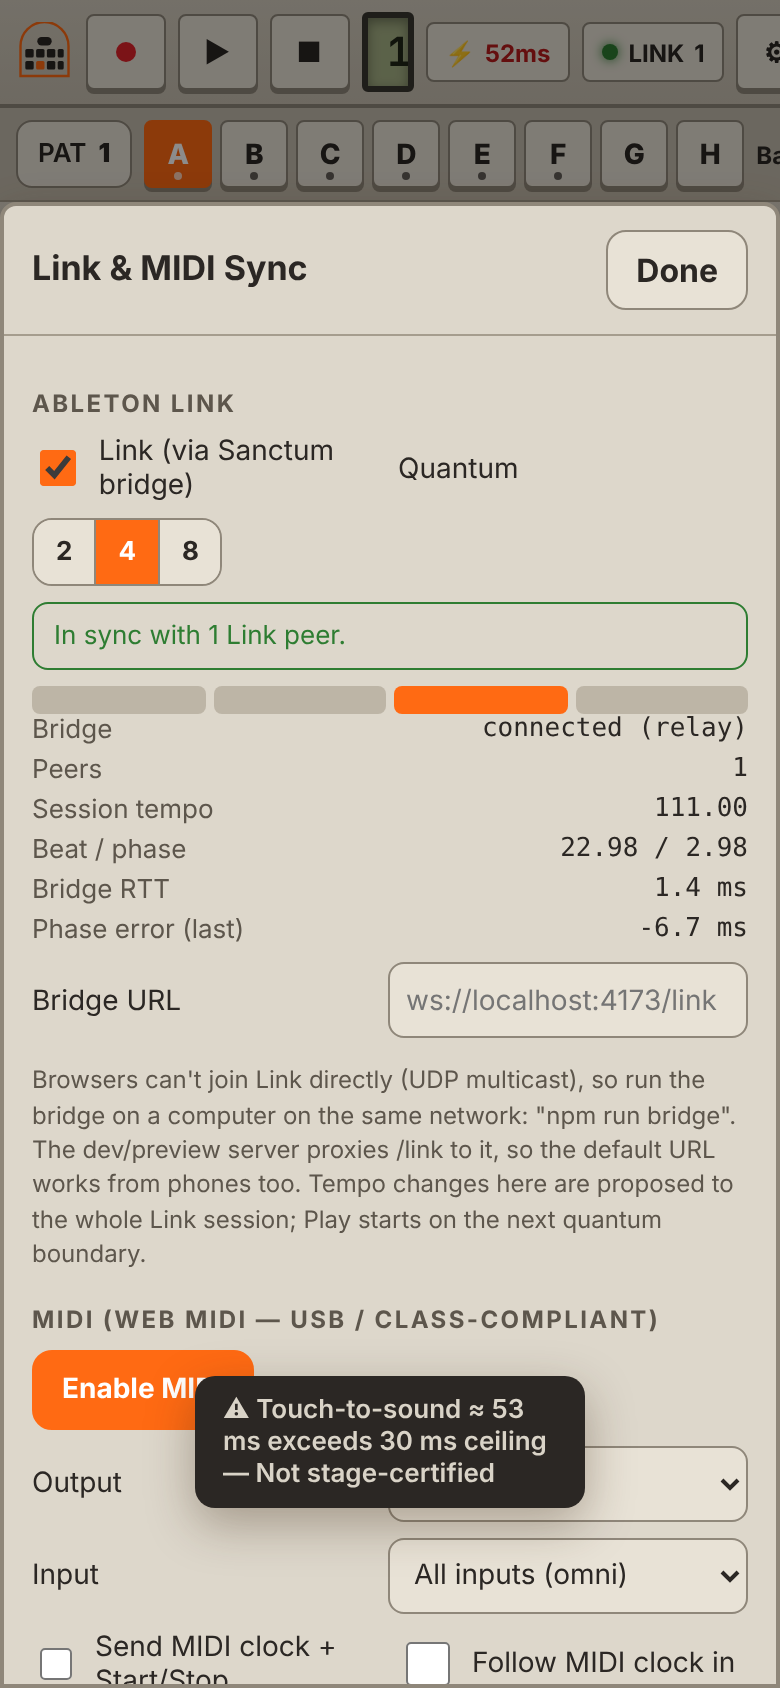 1
⚡ 52ms
LINK 1
PAT 1
A
B
C
D
E
F
G
H
Link & MIDI Sync
Done
ABLETON LINK
Link (via Sanctum
bridge)
Quantum
2
4
8
In sync with 1 Link peer.
Bridge
connected (relay)
Peers
1
Session tempo
111.00
Beat / phase
22.98 / 2.98
Bridge RTT
1.4 ms
Phase error (last)
-6.7 ms
Bridge URL
ws://localhost:4173/link
Browsers can't join Link directly (UDP multicast), so run the
bridge on a computer on the same network: "npm run bridge".
The dev/preview server proxies /link to it, so the default URL
works from phones too. Tempo changes here are proposed to
the whole Link session; Play starts on the next quantum
boundary.
MIDI (WEB MIDI — USB / CLASS-COMPLIANT)
Enable
⚠ Touch-to-sound ≈ 53
ms exceeds 30 ms ceiling
— Not stage-certified
Output
Input
All inputs (omni)
Send MIDI clock +
Start/Stop
Follow MIDI clock in